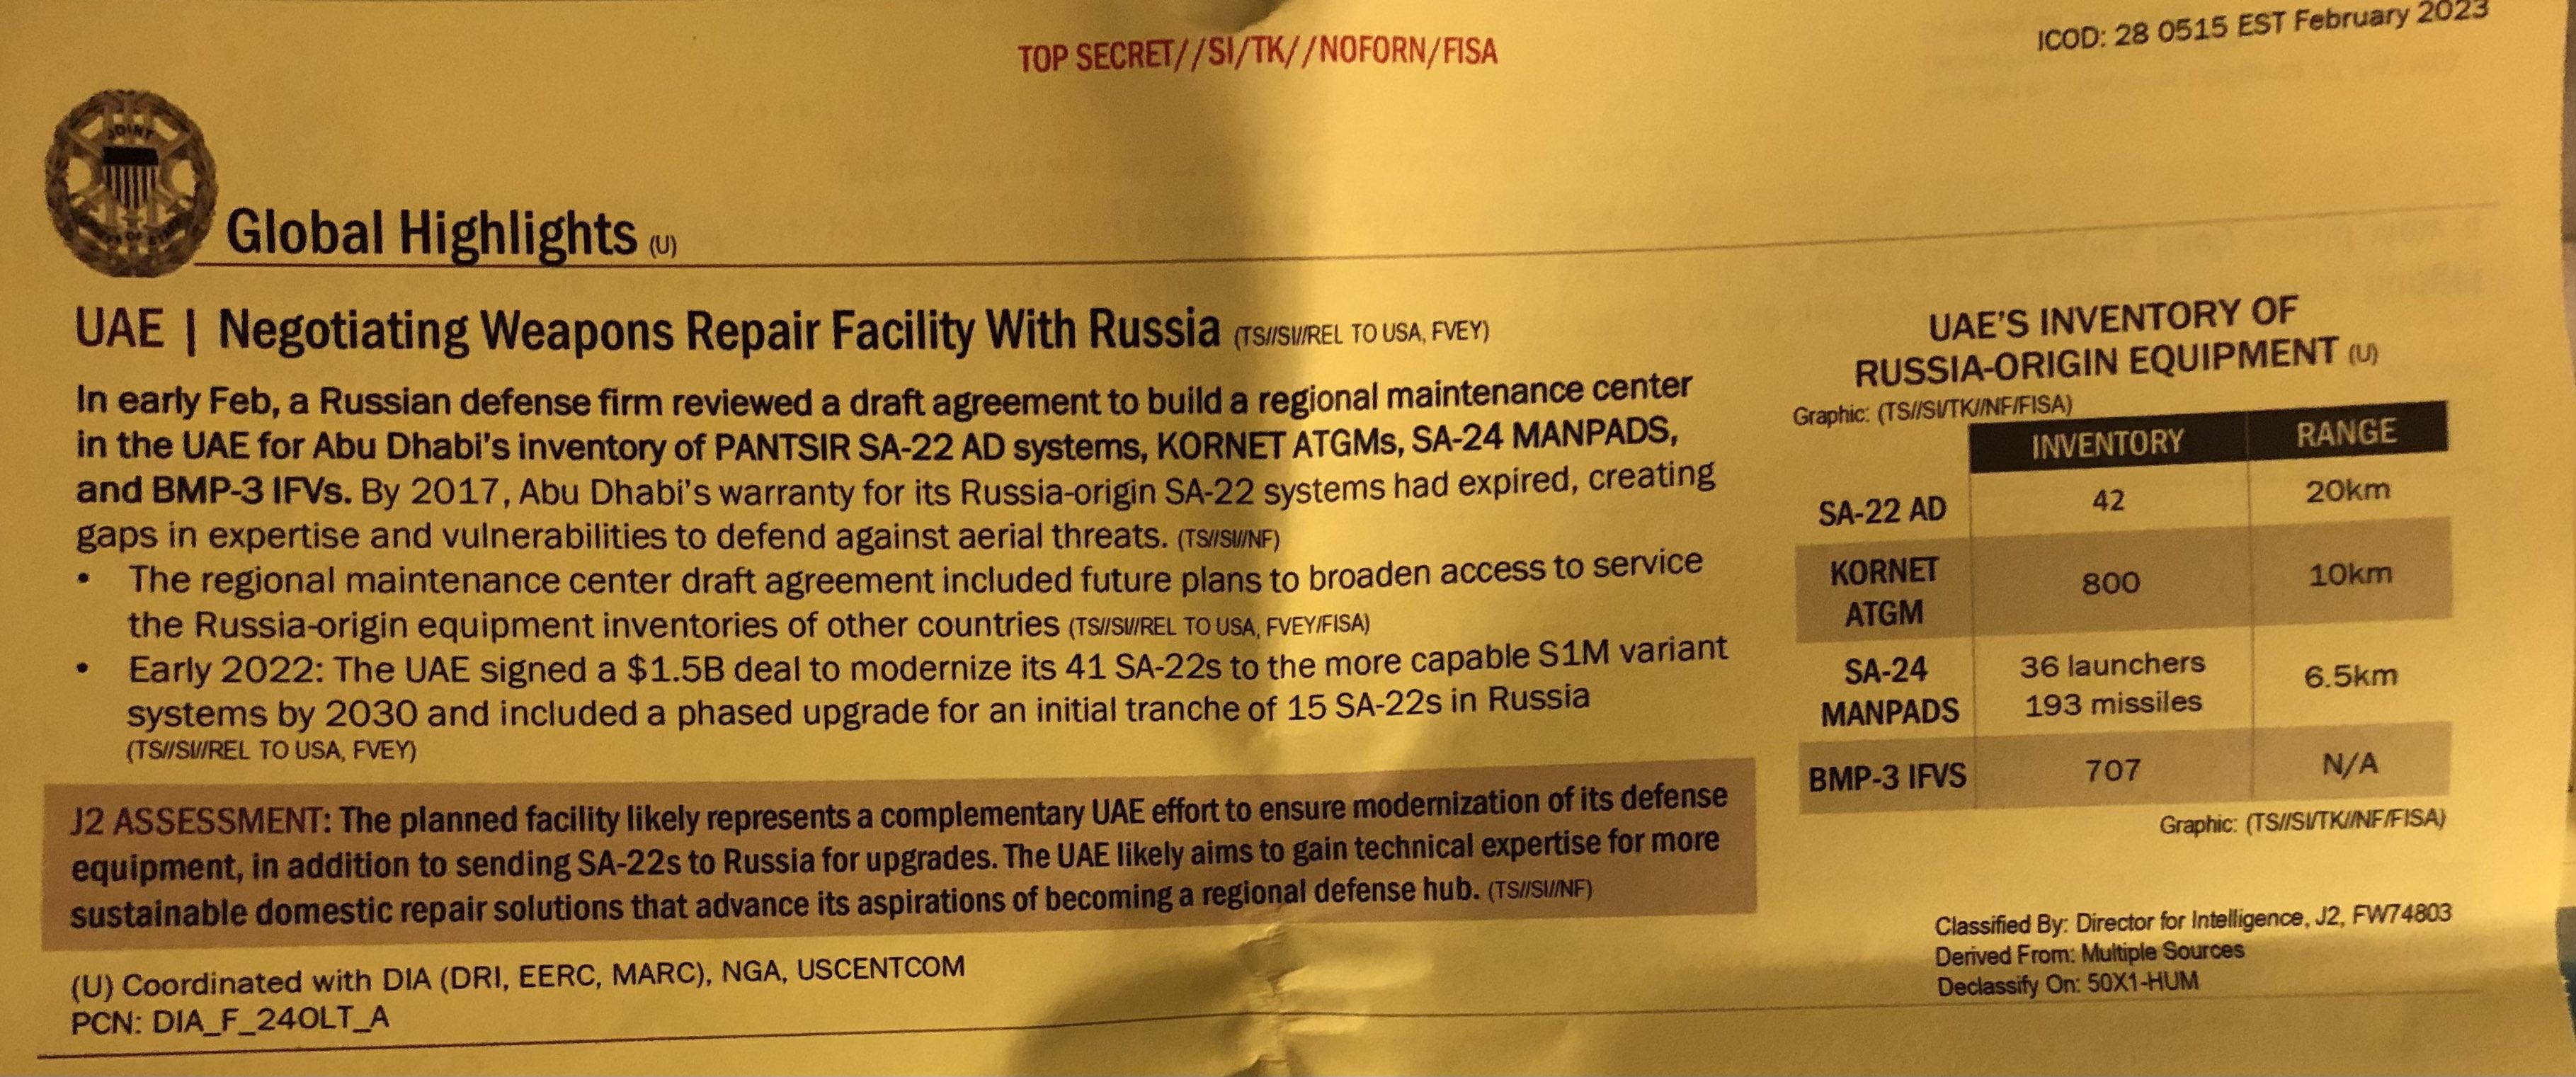 TOP SECRET//SI/TK//NOFORN/FISA
ICOD: 28 0515 EST February 2023
JOINT
Global Highlights (U)
UAE | Negotiating Weapons Repair Facility With Russia (TS//SI//REL TO USA, FVEY)
In early Feb, a Russian defense firm reviewed a draft agreement to build a regional maintenance center
in the UAE for Abu Dhabi's inventory of PANTSIR SA-22 AD systems, KORNET ATGMs, SA-24 MANPADS,
and BMP-3 IFVs. By 2017, Abu Dhabi's warranty for its Russia-origin SA-22 systems had expired, creating
gaps in expertise and vulnerabilities to defend against aerial threats. (TS//SI//NF)
• The regional maintenance center draft agreement included future plans to broaden access to service
the Russia-origin equipment inventories of other countries (TS//SI//REL TO USA, FVEY/FISA)
• Early 2022: The UAE signed a $1.5B deal to modernize its 41 SA-22s to the more capable S1M variant
systems by 2030 and included a phased upgrade for an initial tranche of 15 SA-22s in Russia
(TS//SI//REL TO USA, FVEY)
J2 ASSESSMENT: The planned facility likely represents a complementary UAE effort to ensure modernization of its defense
equipment, in addition to sending SA-22s to Russia for upgrades. The UAE likely aims to gain technical expertise for more
sustainable domestic repair solutions that advance its aspirations of becoming a regional defense hub. (TS//SI//NF)
(U) Coordinated with DIA (DRI, EERC, MARC), NGA, USCENTCOM
PCN: DIA_F_24OLT_A
UAE'S INVENTORY OF
RUSSIA-ORIGIN EQUIPMENT (U)
Graphic: (TS//SI/TK//NF/FISA)
INVENTORY RANGE
SA-22 AD 42 20km
KORNET
ATGM 800 10km
SA-24 36 launchers
MANPADS 193 missiles 6.5km
BMP-3 IFVS 707 N/A
Graphic: (TS//SI/TK//NF/FISA)
Classified By: Director for Intelligence, J2, FW74803
Derived From: Multiple Sources
Declassify On: 50X1-HUM